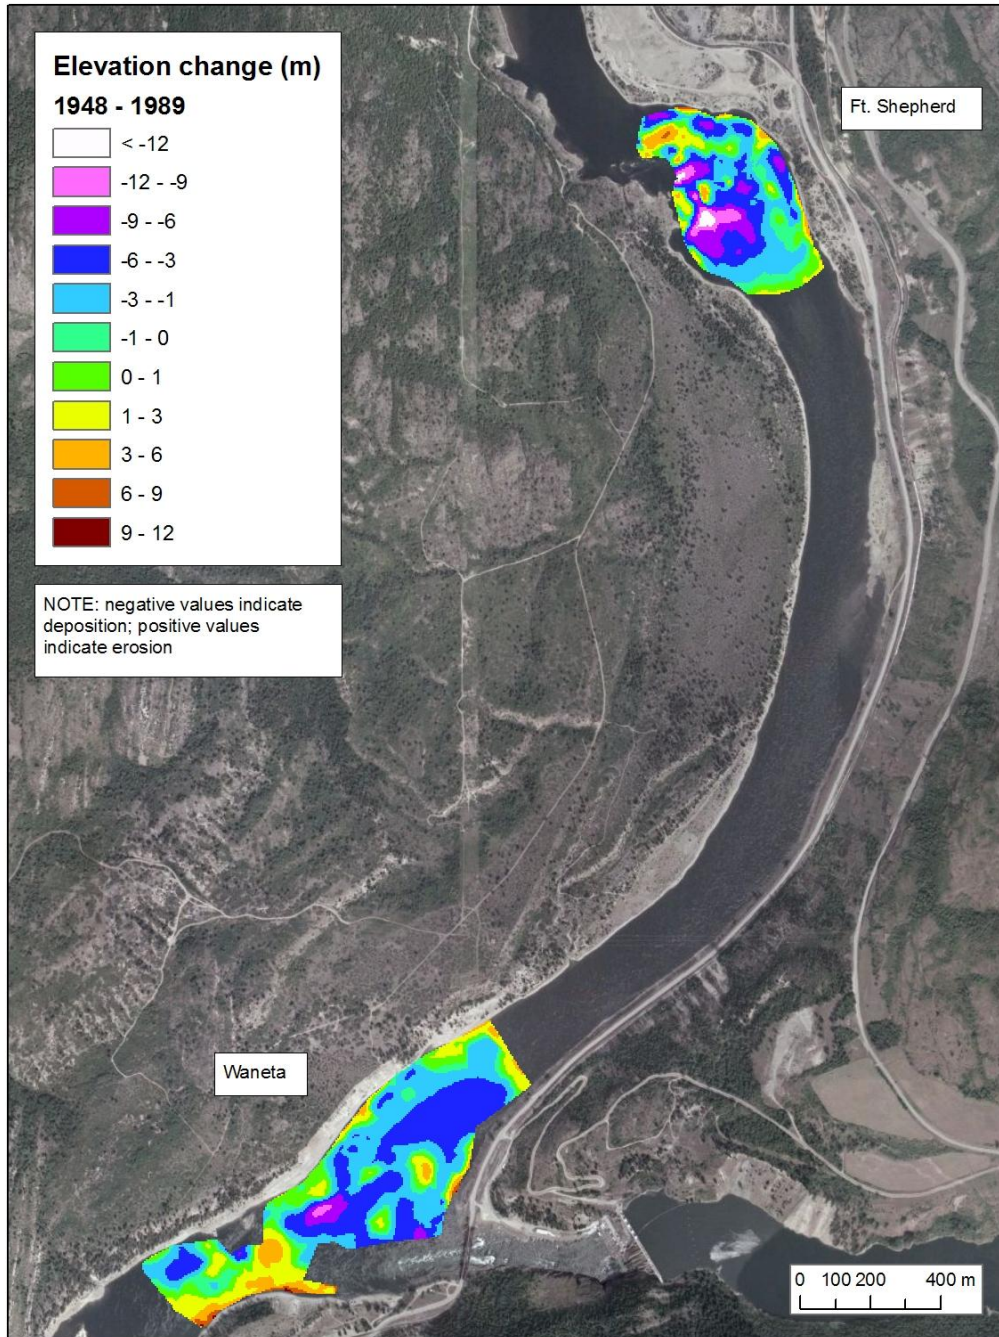 Elevation change (m)
1948 - 1989
< -12
-12 - -9
-9 - -6
-6 - -3
-3 - -1
-1 - 0
0 - 1
1 - 3
3 - 6
6 - 9
9 - 12
NOTE: negative values indicate
deposition; positive values
indicate erosion
Ft. Shepherd
Waneta
0 100 200 400 m